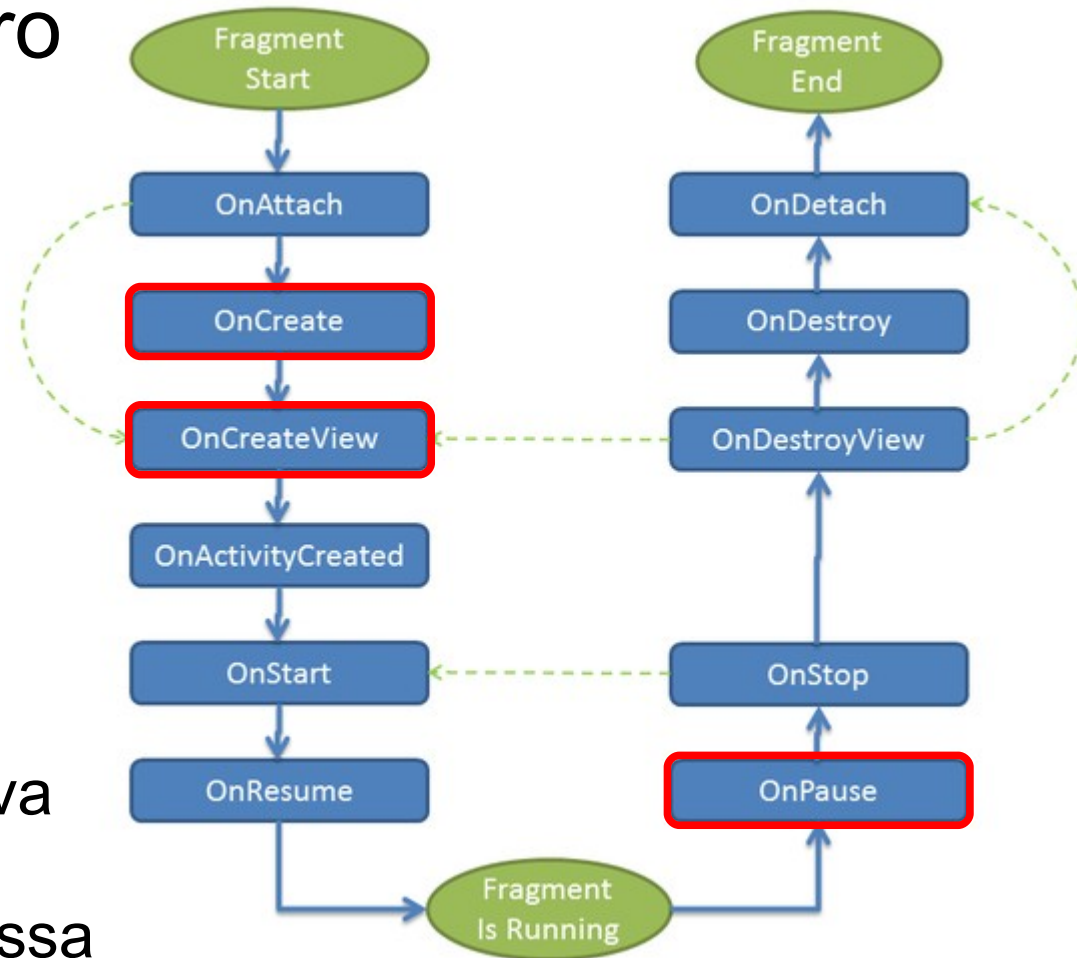 ro
Fragment
Start
OnAttach
OnCreate
OnCreateView
OnActivityCreated
OnStart
OnResume
va
ssa
Fragment
Is Running
Fragment
End
OnDetach
OnDestroy
OnDestroyView
OnStop
OnPause